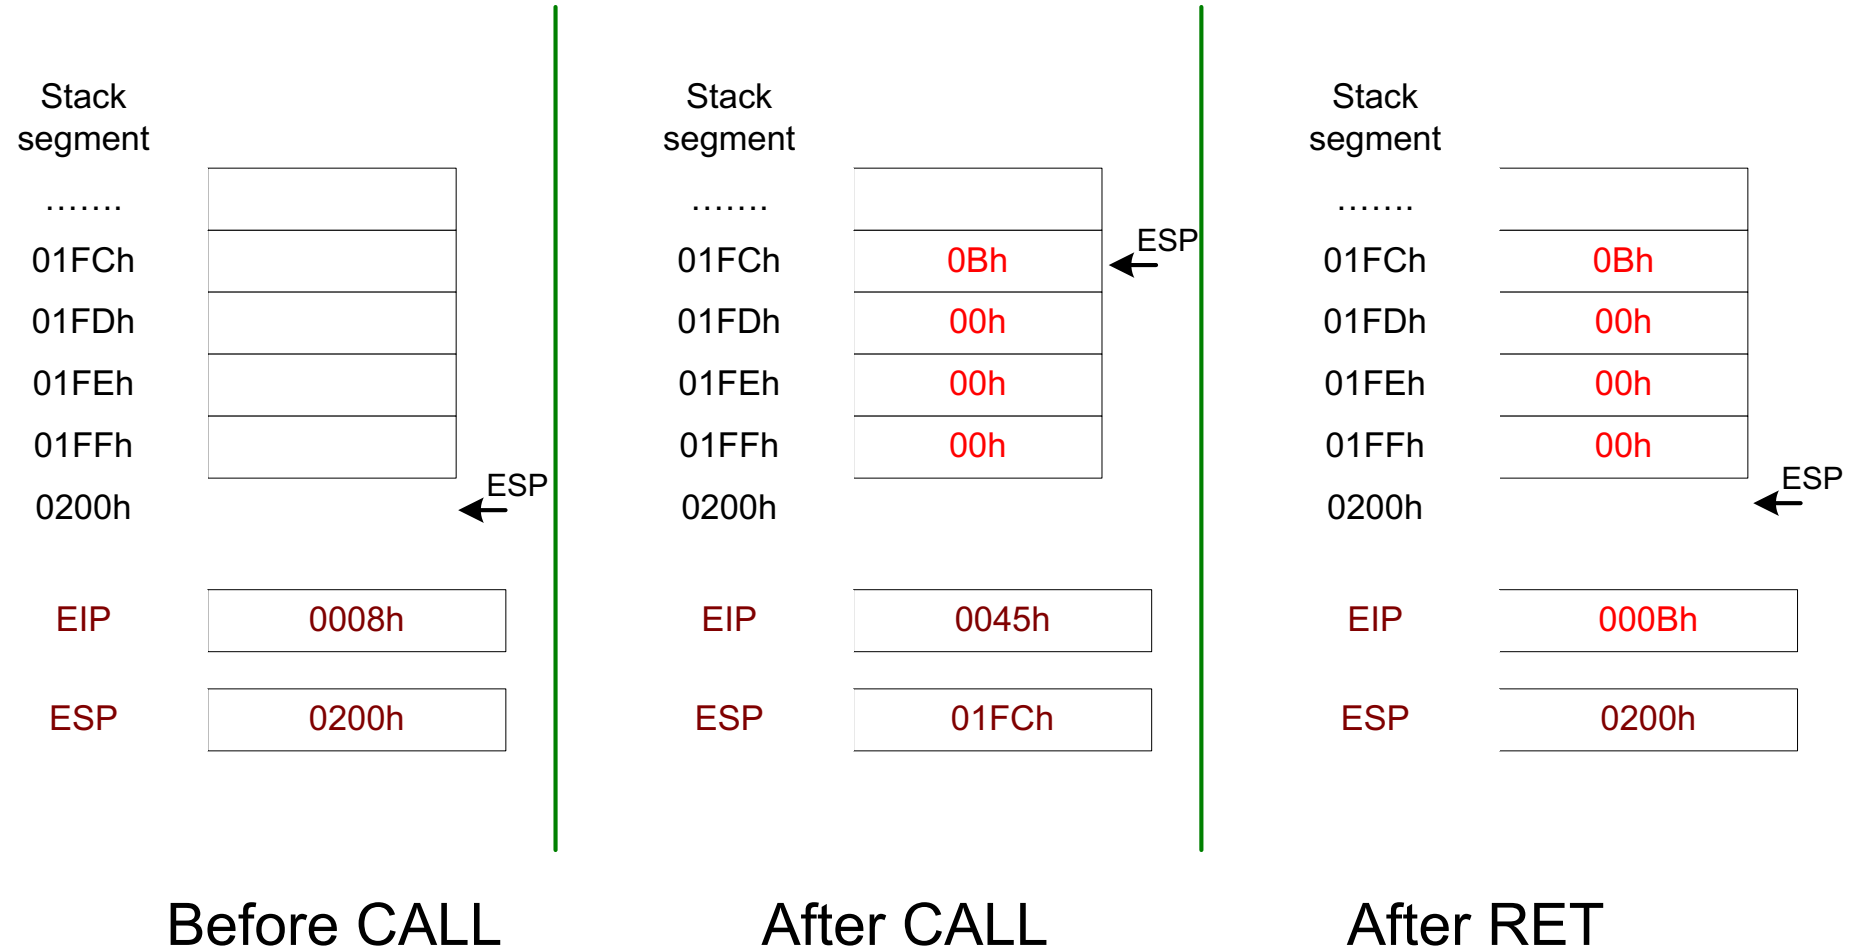 Stack
segment
.......
01FCh
01FDh
01FEh
01FFh
0200h
ESP
EIP 0008h
ESP 0200h
Before CALL
Stack
segment
.......
01FCh 0Bh
ESP
01FDh 00h
01FEh 00h
01FFh 00h
0200h
EIP 0045h
ESP 01FCh
After CALL
Stack
segment
.......
01FCh 0Bh
01FDh 00h
01FEh 00h
01FFh 00h
0200h
ESP
EIP 000Bh
ESP 0200h
After RET